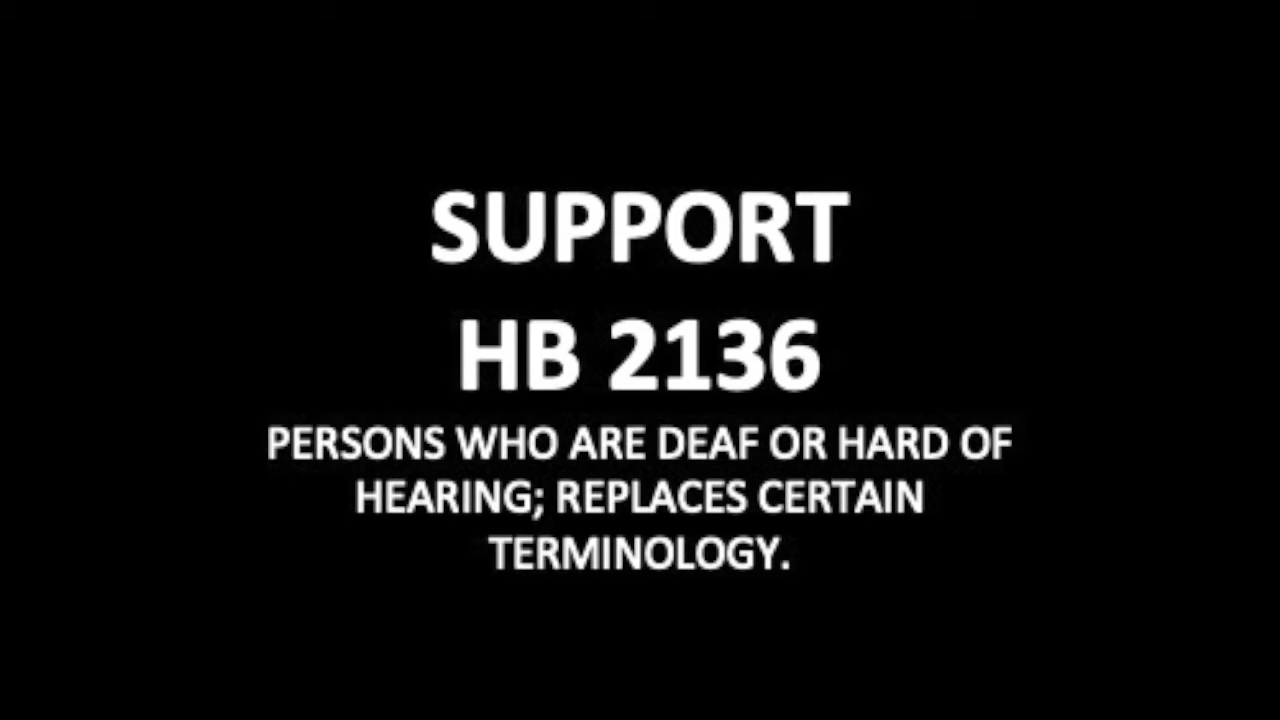 SUPPORT
HB 2136
PERSONS WHO ARE DEAF OR HARD OF
HEARING; REPLACES CERTAIN
TERMINOLOGY.